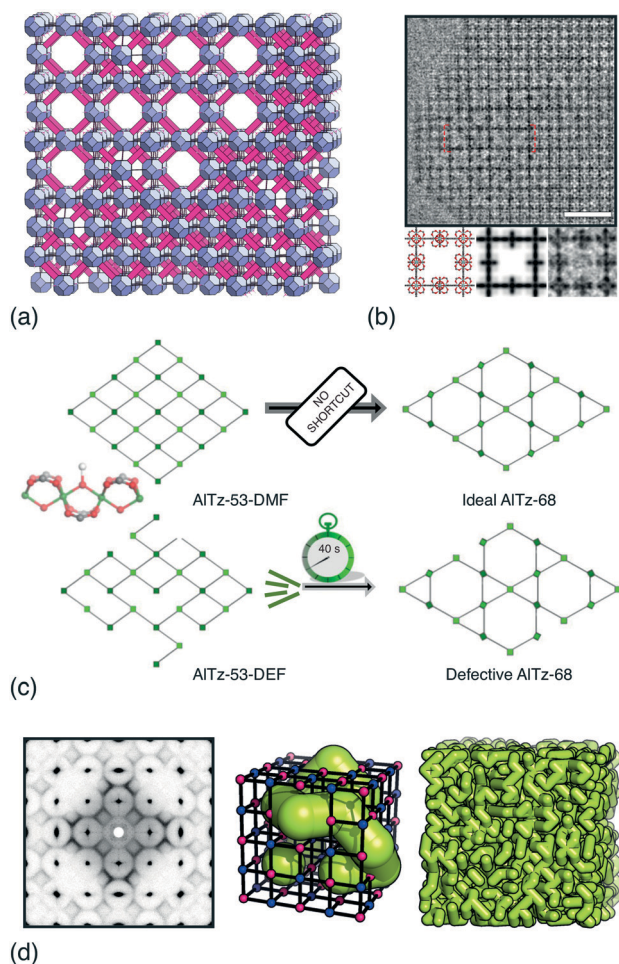 (a)
(b)
NO
SHORTCUT
AlTz-53-DMF
Ideal AlTz-68
40 s
AlTz-53-DEF
Defective AlTz-68
(c)
(d)